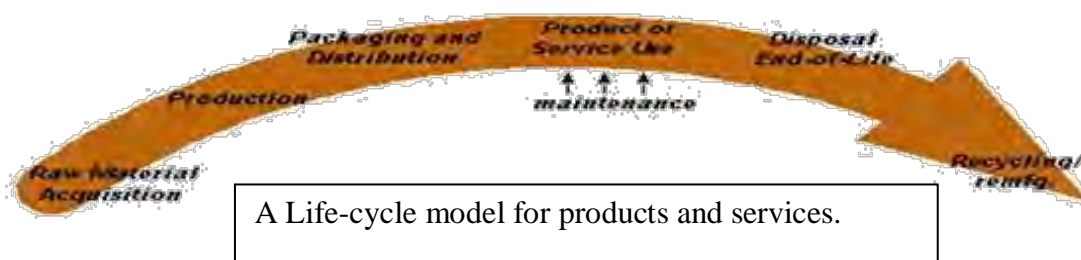 Raw Material
Acquisition
Production
Packaging and
Distribution
Product or
Service Use
maintenance
Disposal
End-of-Life
Recycling/
remfg.
A Life-cycle model for products and services.